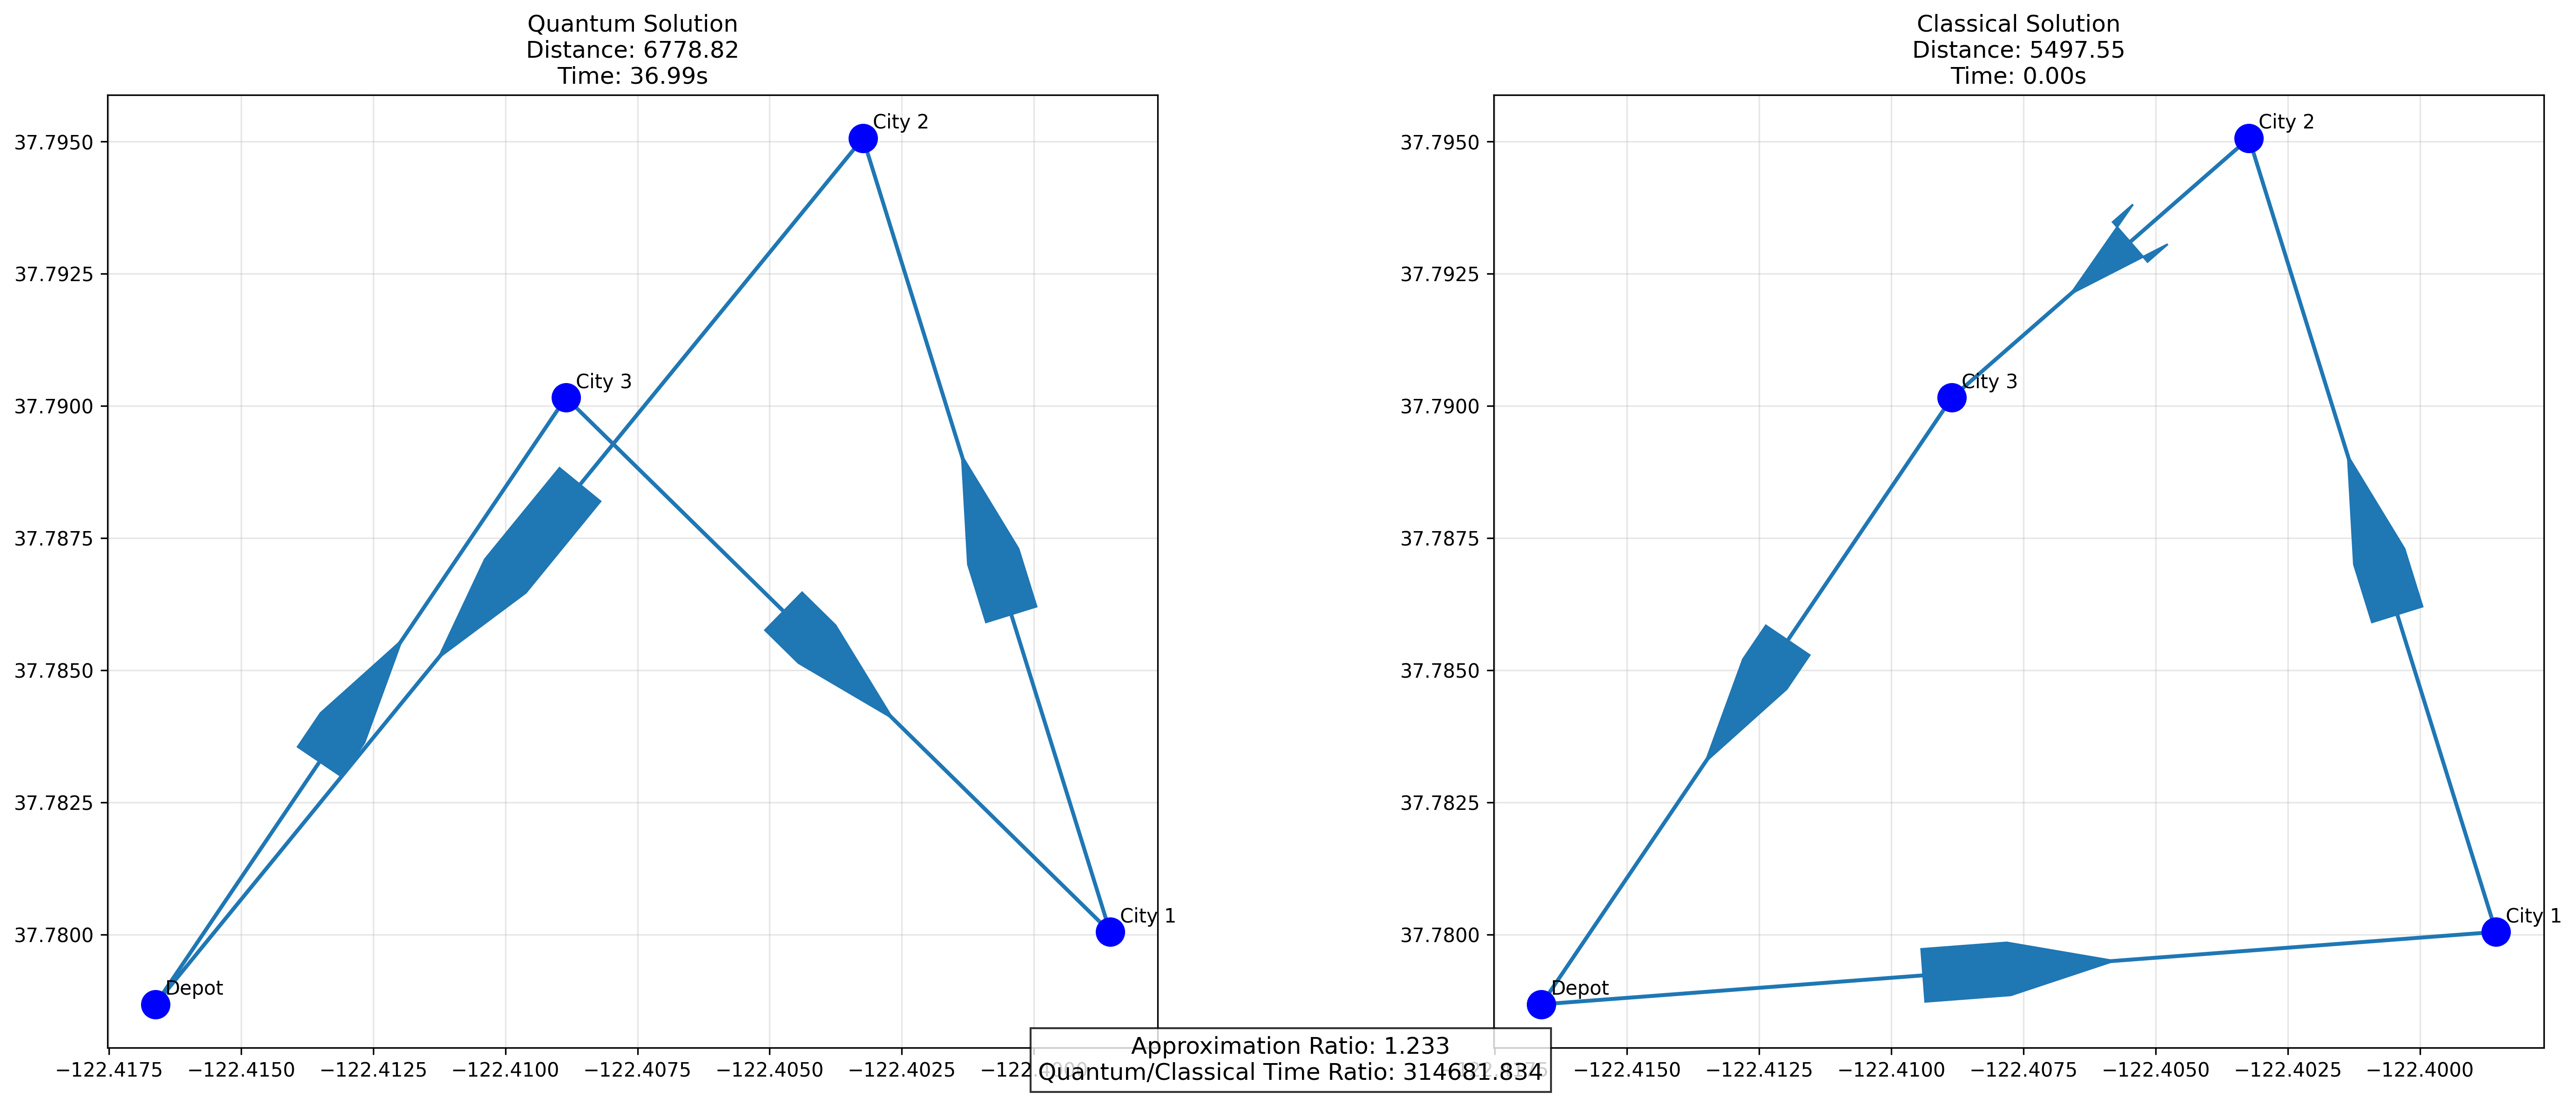 Quantum Solution
Distance: 6778.82
Time: 36.99s
37.7950
37.7925
37.7900
37.7875
37.7850
37.7825
37.7800
City 2
City 3
City 1
Depot
−122.4175
−122.4150
−122.4125
−122.4100
−122.4075
−122.4050
−122.4025
−122.4000
Classical Solution
Distance: 5497.55
Time: 0.00s
37.7950
37.7925
37.7900
37.7875
37.7850
37.7825
37.7800
City 2
City 3
City 1
Depot
−122.4175
−122.4150
−122.4125
−122.4100
−122.4075
−122.4050
−122.4025
−122.4000
Approximation Ratio: 1.233
Quantum/Classical Time Ratio: 314681.834